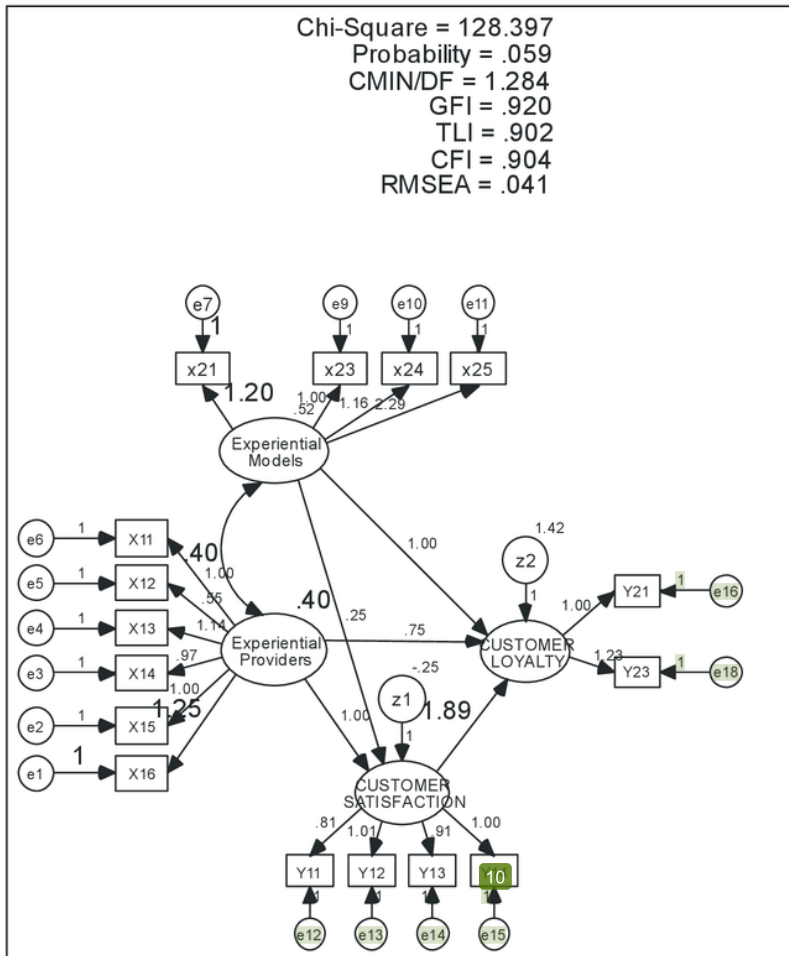 Chi-Square = 128.397
Probability = .059
CMIN/DF = 1.284
GFI = .920
TLI = .902
CFI = .904
RMSEA = .041
e7 e9 e10 e11
1 1 1 1
x21 x23 x24 x25
1.20 1.00 1.16 2.29
.52
Experiential
Models
e6 1 X11
.40
1.00
e5 1 X12
.55
e4 1 X13
1.14
e3 1 X14
.97
e2 1 X15
1.00
1.25
e1 1 X16
Experiential
Providers
.40
.25
1.00
.75
1.00
1.42
z2
1
CUSTOMER
LOYALTY
1.00
Y21 1 e16
1.23
Y23 1 e18
-.25
z1
1
1.89
CUSTOMER
SATISFACTION
.81 1.01 .91 1.00
Y11 Y12 Y13 10
1 1 1 1
e12 e13 e14 e15